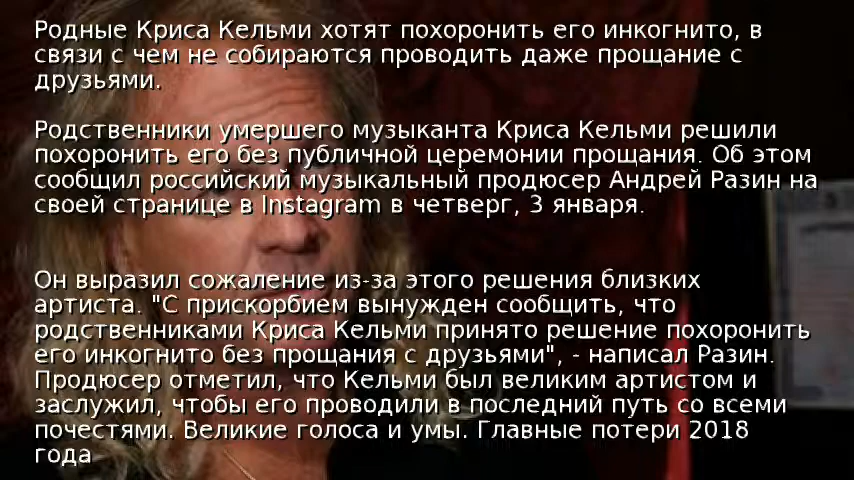 Родные Криса Кельми хотят похоронить его инкогнито, в
связи с чем не собираются проводить даже прощание с
друзьями.
Родственники умершего музыканта Криса Кельми решили
похоронить его без публичной церемонии прощания. Об этом
сообщил российский музыкальный продюсер Андрей Разин на
своей странице в Instagram в четверг, 3 января.
Он выразил сожаление из-за этого решения близких
артиста. "С прискорбием вынужден сообщить, что
родственниками Криса Кельми принято решение похоронить
его инкогнито без прощания с друзьями", - написал Разин.
Продюсер отметил, что Кельми был великим артистом и
заслужил, чтобы его проводили в последний путь со всеми
почестями. Великие голоса и умы. Главные потери 2018
года